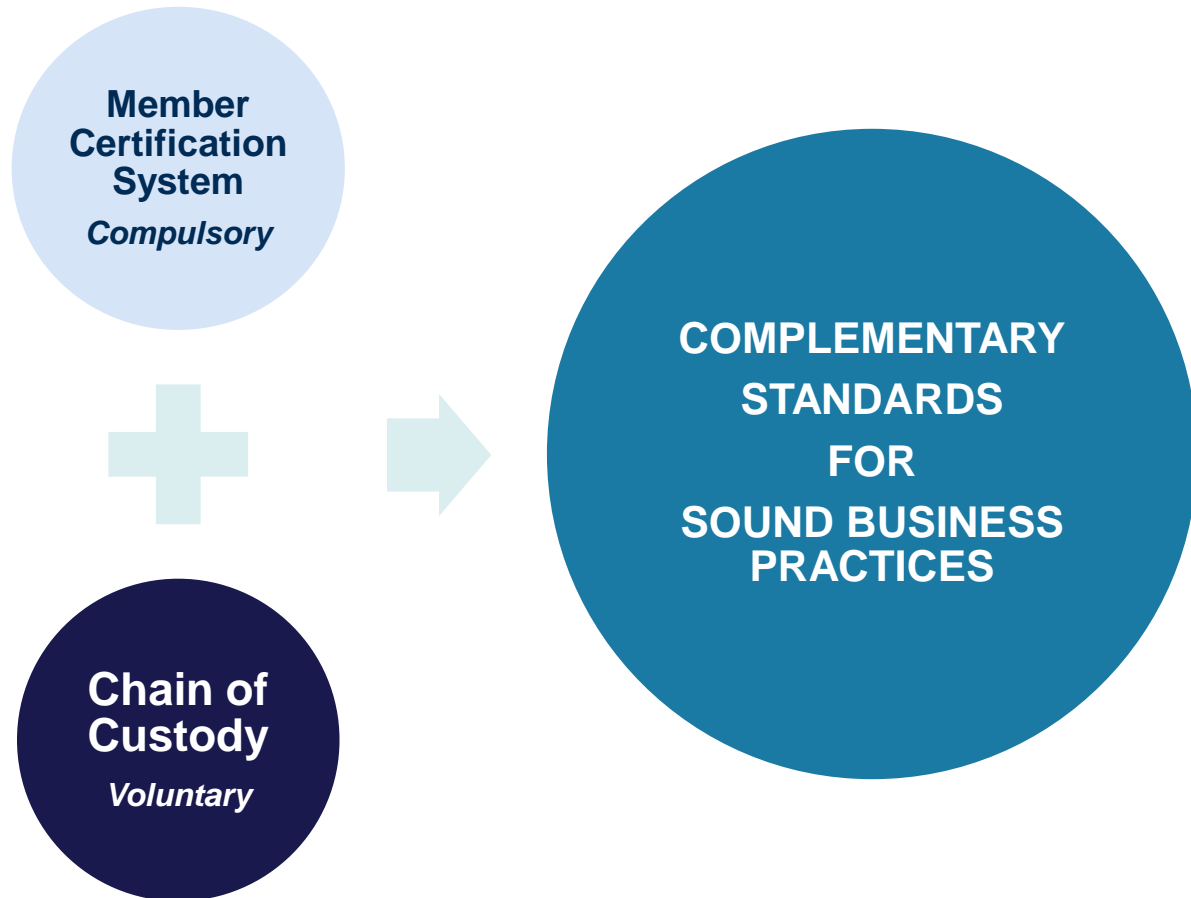 Member
Certification
System
Compulsory
Chain of
Custody
Voluntary
COMPLEMENTARY
STANDARDS
FOR
SOUND BUSINESS
PRACTICES